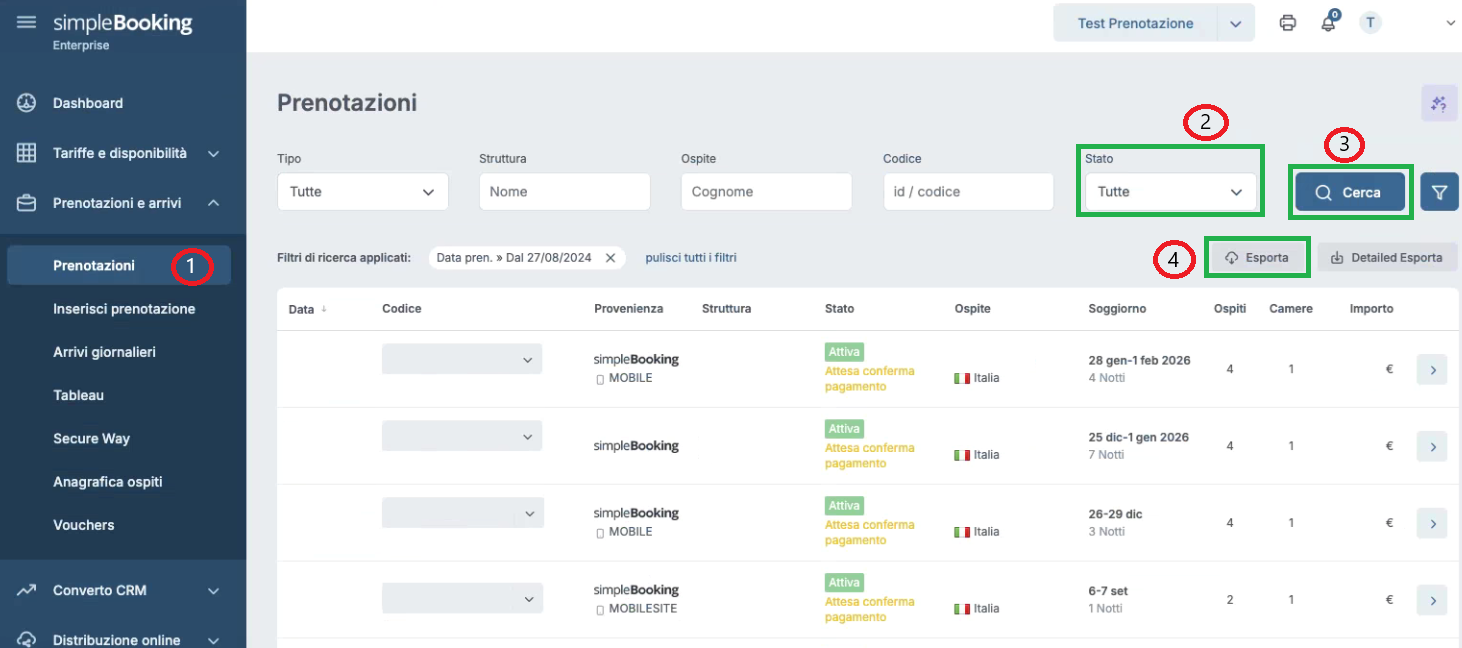 simpleBooking
Enterprise
Test Prenotazione
0
T
Dashboard
Tariffe e disponibilità
Prenotazioni e arrivi
Prenotazioni
1
Inserisci prenotazione
Arrivi giornalieri
Tableau
Secure Way
Anagrafica ospiti
Vouchers
Converto CRM
Distribuzione online
Prenotazioni
2
3
Tipo Struttura Ospite Codice Stato
Tutte Nome Cognome id / codice Tutte Cerca
Filtri di ricerca applicati: Data pren. » Dal 27/08/2024 pulisci tutti i filtri 4 Esporta Detailed Esporta
Data ↓ Codice Provenienza Struttura Stato Ospite Soggiorno Ospiti Camere Importo
simpleBooking
MOBILE
Attiva
Attesa conferma
pagamento
Italia
28 gen-1 feb 2026
4 Notti
4 1 €
simpleBooking
Attiva
Attesa conferma
pagamento
Italia
25 dic-1 gen 2026
7 Notti
4 1 €
simpleBooking
MOBILE
Attiva
Attesa conferma
pagamento
Italia
26-29 dic
3 Notti
4 1 €
simpleBooking
MOBILESITE
Attiva
Attesa conferma
pagamento
Italia
6-7 set
1 Notti
2 1 €